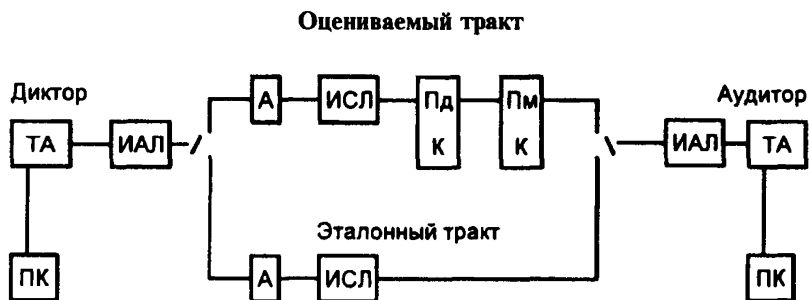 Оцениваемый тракт
Диктор
Аудитор
А
ИСЛ
Пд
К
Пм
К
ТА
ИАЛ
ИАЛ
ТА
Эталонный тракт
ПК
А
ИСЛ
ПК